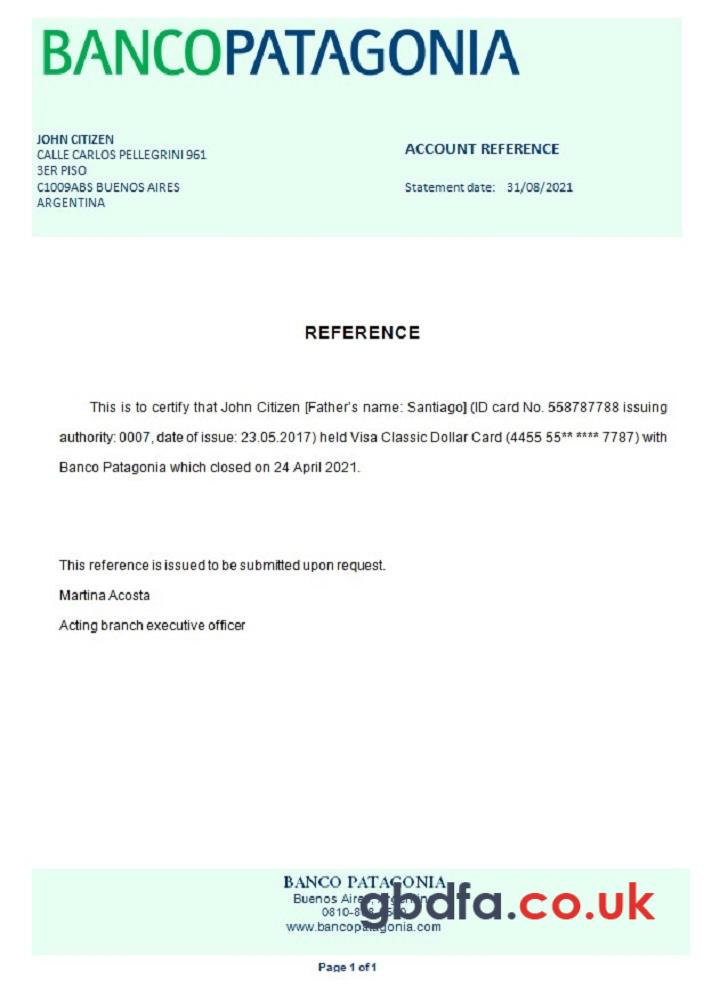 BANCOPATAGONIA
JOHN CITIZEN
CALLE CARLOS PELLEGRINI 961
3ER PISO
C1009ABS BUENOS AIRES
ARGENTINA
ACCOUNT REFERENCE
Statement date: 31/08/2021
REFERENCE
This is to certify that John Citizen [Father's name: Santiago] (ID card No. 558787788 issuing
authority: 0007, date of issue: 23.05.2017) held Visa Classic Dollar Card (4455 55** **** 7787) with
Banco Patagonia which closed on 24 April 2021.
This reference is issued to be submitted upon request.
Martina Acosta
Acting branch executive officer
BANCO PATAGONIA
Buenos Aires, Argentina
gbdfa.co.uk
www.bancopatagonia.com
Page 1 of 1